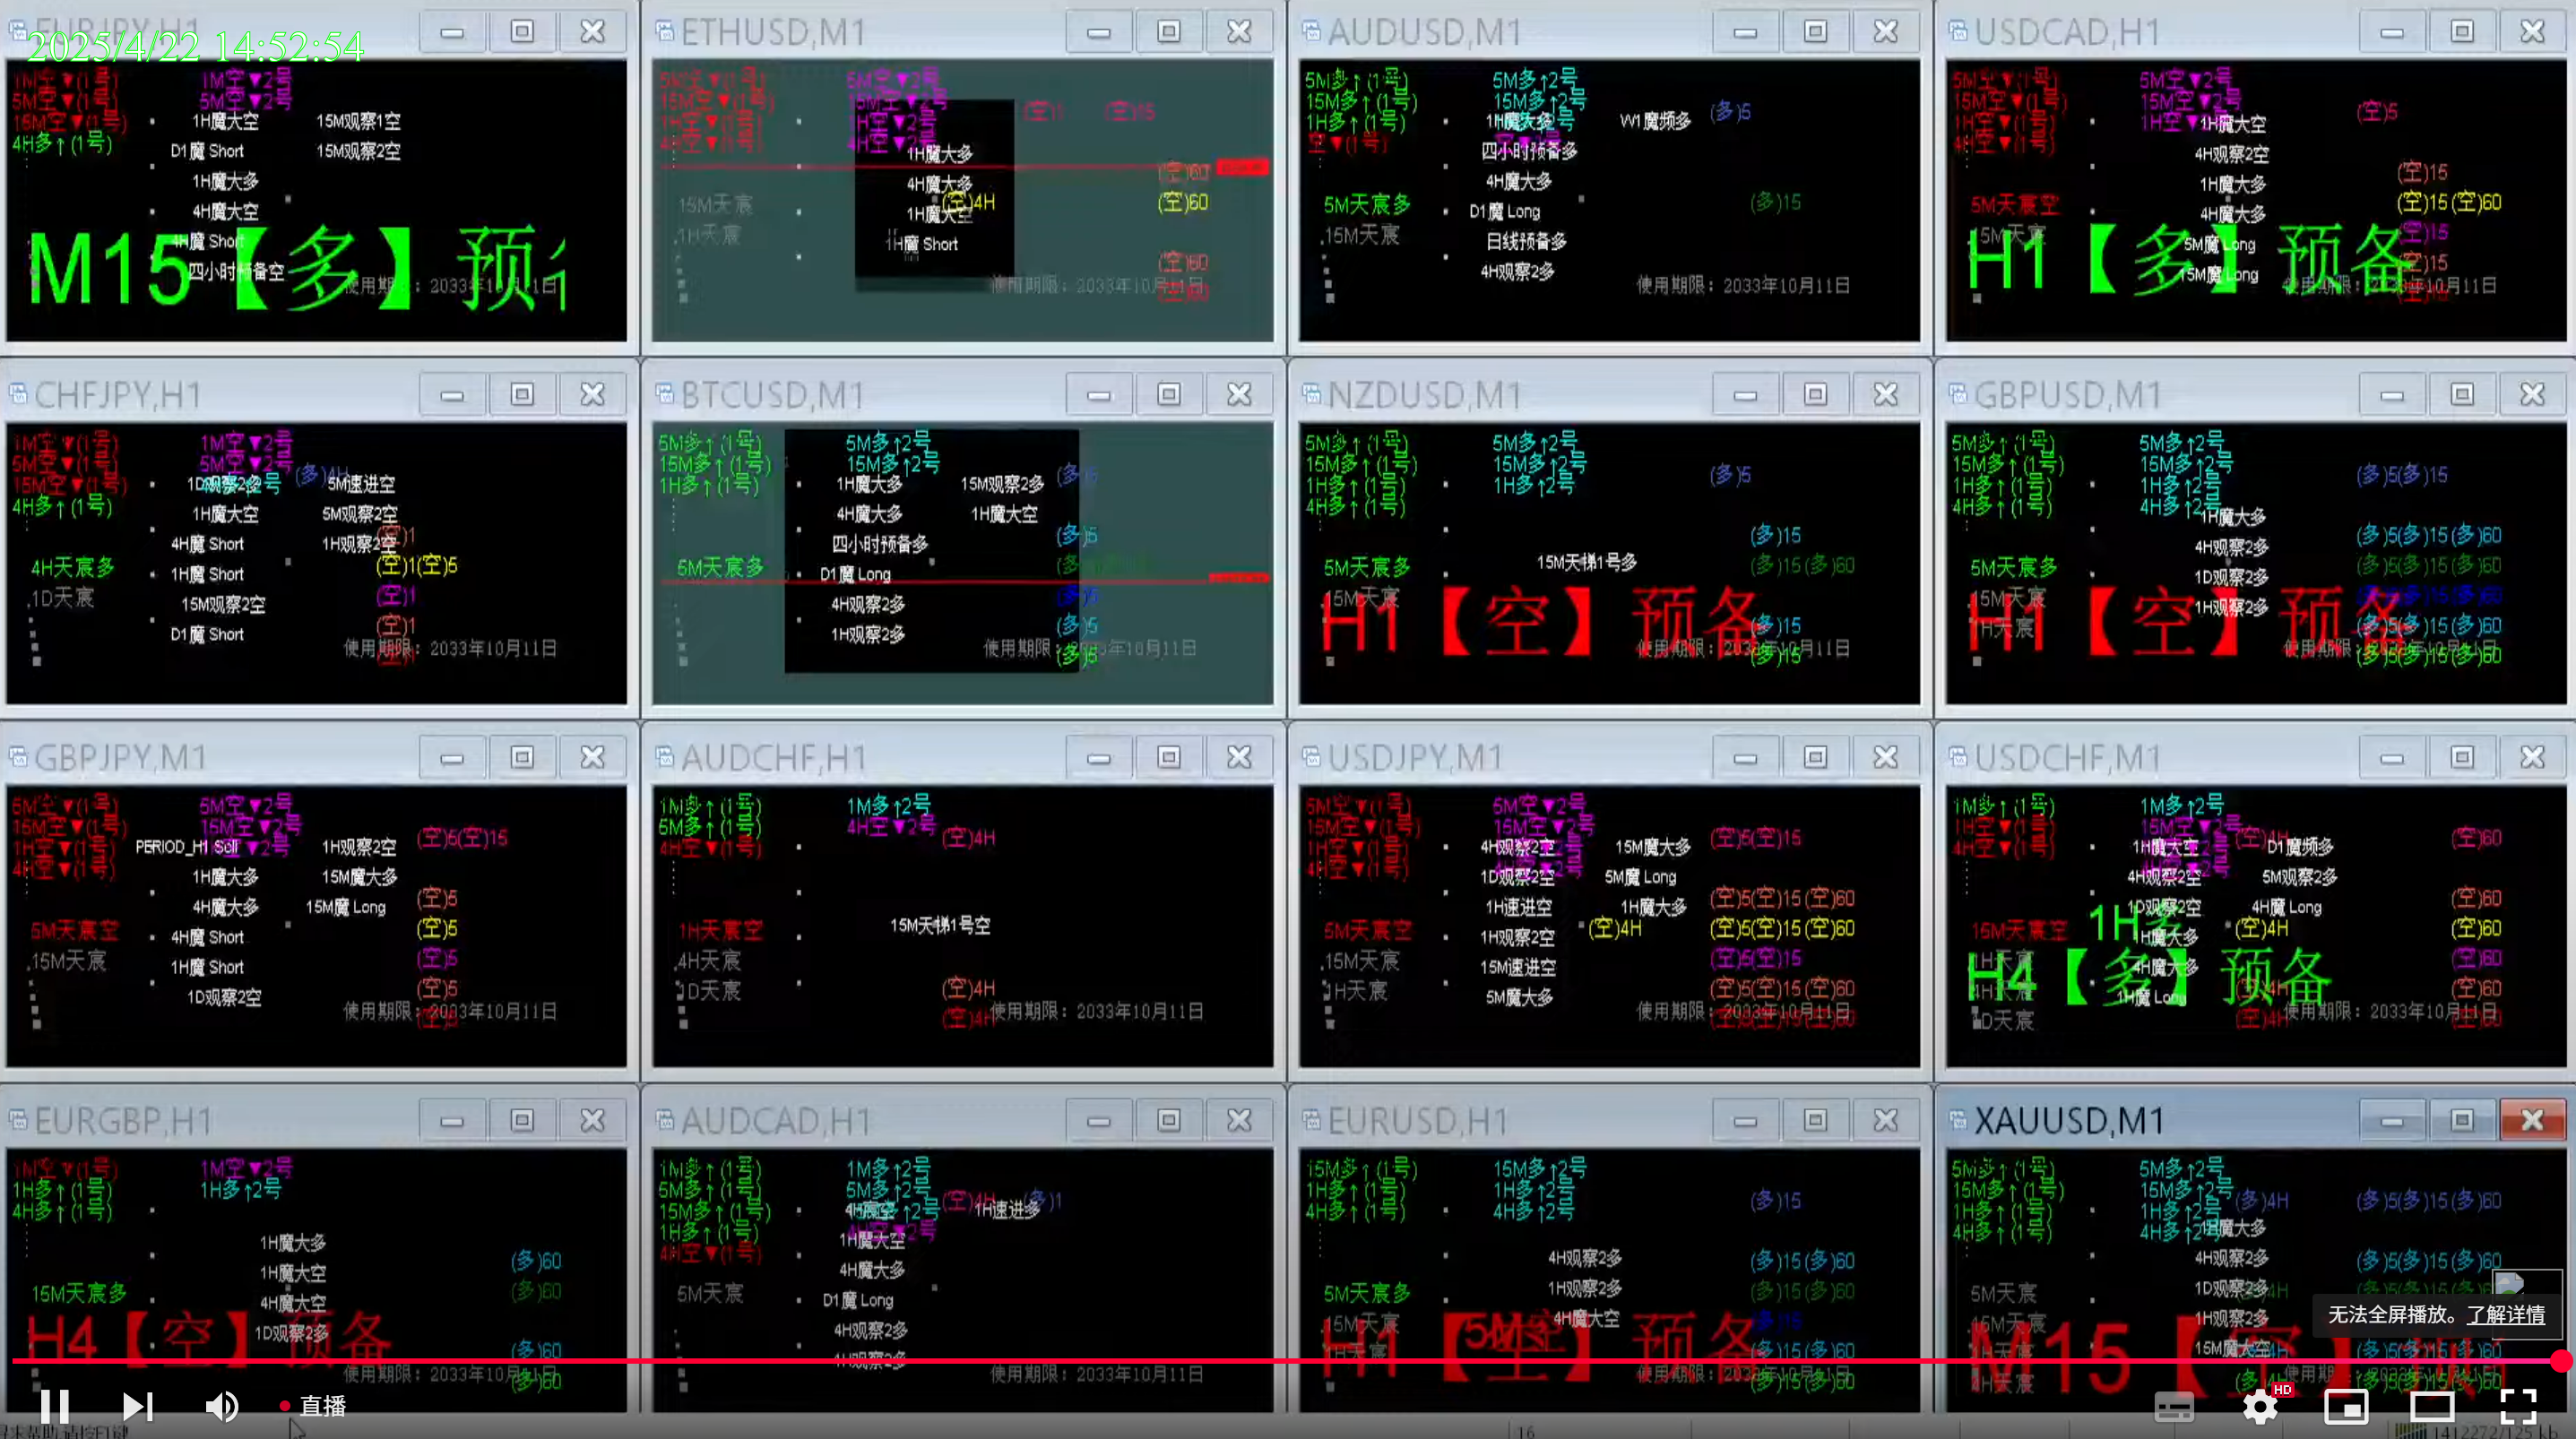 EURJPY,H1
2025/4/22 14:52:54
1M空▼(1号) 1M空▼2号
5M空▼(1号) 5M空▼2号
15M空▼(1号) 1H魔大空 15M观察1空
4H多↑(1号) D1魔 Short 15M观察2空
1H魔大多
4H魔大空
4H魔 Short
四小时预备空
M15【多】预
ETHUSD,M1
5M空▼(1号) 5M空▼2号
15M空▼(1号) 15M空▼2号 (空)15
1H空▼(1号) 1H空▼2号
4H空▼(1号) 4H空▼2号
1H魔大多
4H魔大多 (空)60
15M天宸 (空)4H (空)60
1H魔大空
1H天宸 1H魔 Short
(空)60
使用期限：2033年10月11日
AUDUSD,M1
5M多↑(1号) 5M多↑2号
15M多↑(1号) 15M多↑2号 (多)5
1H多↑(1号) 1H魔大多 W1魔频多
空▼(1号) 四小时预备多
4H魔大多
5M天宸多 D1魔 Long (多)15
15M天宸 日线预备多
4H观察2多
使用期限：2033年10月11日
USDCAD,H1
5M空▼(1号) 5M空▼2号
15M空▼(1号) 15M空▼2号 (空)5
1H空▼(1号) 1H空▼2号 1H魔大空
4H空▼(1号) 4H观察2空
1H魔大多 (空)15
5M天宸空 4H魔大多 (空)15(空)60
15M天宸 5M魔 Long (空)15
15M魔 Long (空)15
H1【多】预备
CHFJPY,H1
1M空▼(1号) 1M空▼2号
5M空▼(1号) 5M空▼2号 (多)4H
15M空▼(1号) 1D观察2多 5M速进空
4H多↑(1号) 1H魔大空 5M观察2空
4H魔 Short 1H观察2空 (空)1
4H天宸多 1H魔 Short (空)1(空)5
1D天宸 15M观察2空 (空)1
D1魔 Short (空)1
使用期限：2033年10月11日
BTCUSD,M1
5M多↑(1号) 5M多↑2号
15M多↑(1号) 15M多↑2号 (多)5
1H多↑(1号) 1H魔大多 15M观察2多
4H魔大多 1H魔大空
四小时预备多 (多)5
5M天宸多 D1魔 Long
4H观察2多 (多)5
1H观察2多 (多)5
使用期限：2033年10月11日 (多)5
NZDUSD,M1
5M多↑(1号) 5M多↑2号
15M多↑(1号) 15M多↑2号 (多)5
1H多↑(1号) 1H多↑2号
4H多↑(1号)
(多)15
5M天宸多 15M天梯1号多 (多)15(多)60
15M天宸
H1【空】预备
(多)15
使用期限：2033年10月11日 (多)15
GBPUSD,M1
5M多↑(1号) 5M多↑2号
15M多↑(1号) 15M多↑2号 (多)5(多)15
1H多↑(1号) 1H多↑2号
4H多↑(1号) 4H多↑2号 1H魔大多
4H观察2多 (多)5(多)15(多)60
5M天宸多 1D观察2多 (多)5(多)15(多)60
15M天宸 1H观察2多 (多)5(多)15(多)60
1H天宸 (多)5(多)15(多)60
H1【空】预备
(多)5(多)15(多)60
GBPJPY,M1
5M空▼(1号) 5M空▼2号
15M空▼(1号) 15M空▼2号 (空)5(空)15
1H空▼(1号) PERIOD_H1 Sell 1H观察2空
4H空▼(1号) 1H魔大多 15M魔大多
4H魔大多 15M魔 Long (空)5
5M天宸空 4H魔 Short (空)5
15M天宸 1H魔 Short (空)5
1D观察2空 (空)5
使用期限：2033年10月11日
AUDCHF,H1
1M多↑(1号) 1M多↑2号
5M多↑(1号) 4H空▼2号 (空)4H
4H空▼(1号)
1H天宸空 15M天梯1号空
4H天宸
1D天宸 (空)4H
(空)4H 使用期限：2033年10月11日
USDJPY,M1
5M空▼(1号) 5M空▼2号
15M空▼(1号) 15M空▼2号 (空)5(空)15
1H空▼(1号) 4H观察2空 15M魔大多
4H空▼(1号) 1D观察2空 5M魔 Long
1H速进空 1H魔大多 (空)5(空)15(空)60
5M天宸空 1H观察2空 (空)4H (空)5(空)15(空)60
15M天宸 15M速进空 (空)5(空)15
1H天宸 5M魔大多 (空)5(空)15(空)60
使用期限：2033年10月11日
USDCHF,M1
1M多↑(1号) 1M多↑2号
1H空▼(1号) 15M空▼2号 (空)4H (空)60
4H空▼(1号) 1H魔大空 D1魔频多
4H观察2空 5M观察2多
1D观察2空 4H魔 Long (空)60
15M天宸空 1H多 1H魔大多 (空)4H (空)60
1H天宸 4H魔大多 (空)60
4H天宸 1H魔 Long (空)4H (空)60
H4【多】预备
1D天宸 (空)4H 使用期限：2033年10月11日
EURGBP,H1
1M空▼(1号) 1M空▼2号
1H多↑(1号) 1H多↑2号
4H多↑(1号)
1H魔大多
1H魔大空 (多)60
15M天宸多 4H魔大空 (多)60
1D观察2多
H4【空】预备
(多)60
使用期限：2033年10月11日 (多)60
AUDCAD,H1
1M多↑(1号) 1M多↑2号
5M多↑(1号) 5M多↑2号 (空)4H (多)1
15M多↑(1号) 1H速进多
1H多↑(1号) 4H空▼2号
4H空▼(1号) 1H魔大空
4H魔大多
5M天宸 D1魔 Long
4H观察2多
1H观察2多
使用期限：2033年10月11日
EURUSD,H1
15M多↑(1号) 15M多↑2号
1H多↑(1号) 1H多↑2号 (多)15
4H多↑(1号) 4H多↑2号
4H观察2多 (多)15(多)60
5M天宸多 1H观察2多 (多)15(多)60
15M天宸 4H魔大空 (多)15
1H天宸 (多)15(多)60
H1【空】预备
使用期限：2033年10月11日 (多)15(多)60
XAUUSD,M1
5M多↑(1号) 5M多↑2号
15M多↑(1号) 15M多↑2号 (多)4H (多)5(多)15(多)60
1H多↑(1号) 1H多↑2号
4H多↑(1号) 4H多↑2号 1H魔大多
4H观察2多 (多)5(多)15(多)60
5M天宸 1D观察2多
15M天宸 1H观察2多
15M魔大空
4H天宸
M15【空】预
无法全屏播放。了解详情
直播
HD
16